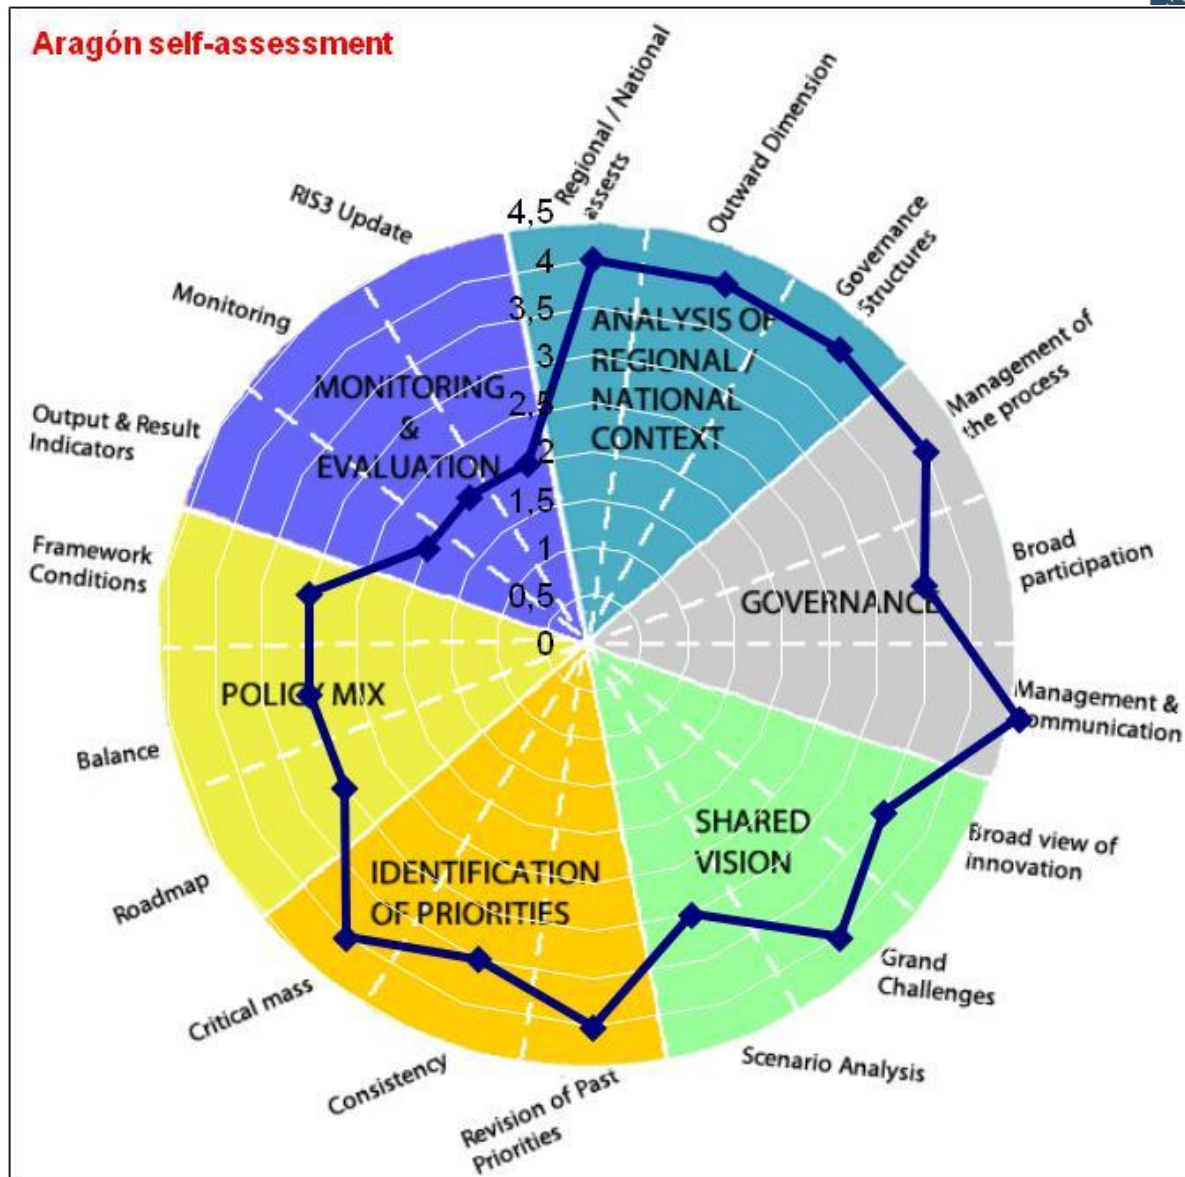 Aragón self-assessment
Regional / National
assests
Outward Dimension
Governance
Structures
Management of
the process
Broad
participation
Management &
ommunication
Broad view of
innovation
Grand
Challenges
Scenario Analysis
Revision of Past
Priorities
Consistency
Critical mass
Roadmap
Balance
Framework
Conditions
Output & Result
Indicators
Monitoring
RIS3 Update
4,5
4
3,5
3
2,5
2
1,5
1
0,5
0
ANALYSIS OF
REGIONAL /
NATIONAL
CONTEXT
GOVERNANCE
SHARED
VISION
IDENTIFICATION
OF PRIORITIES
POLICY MIX
MONITORING
&
EVALUATION